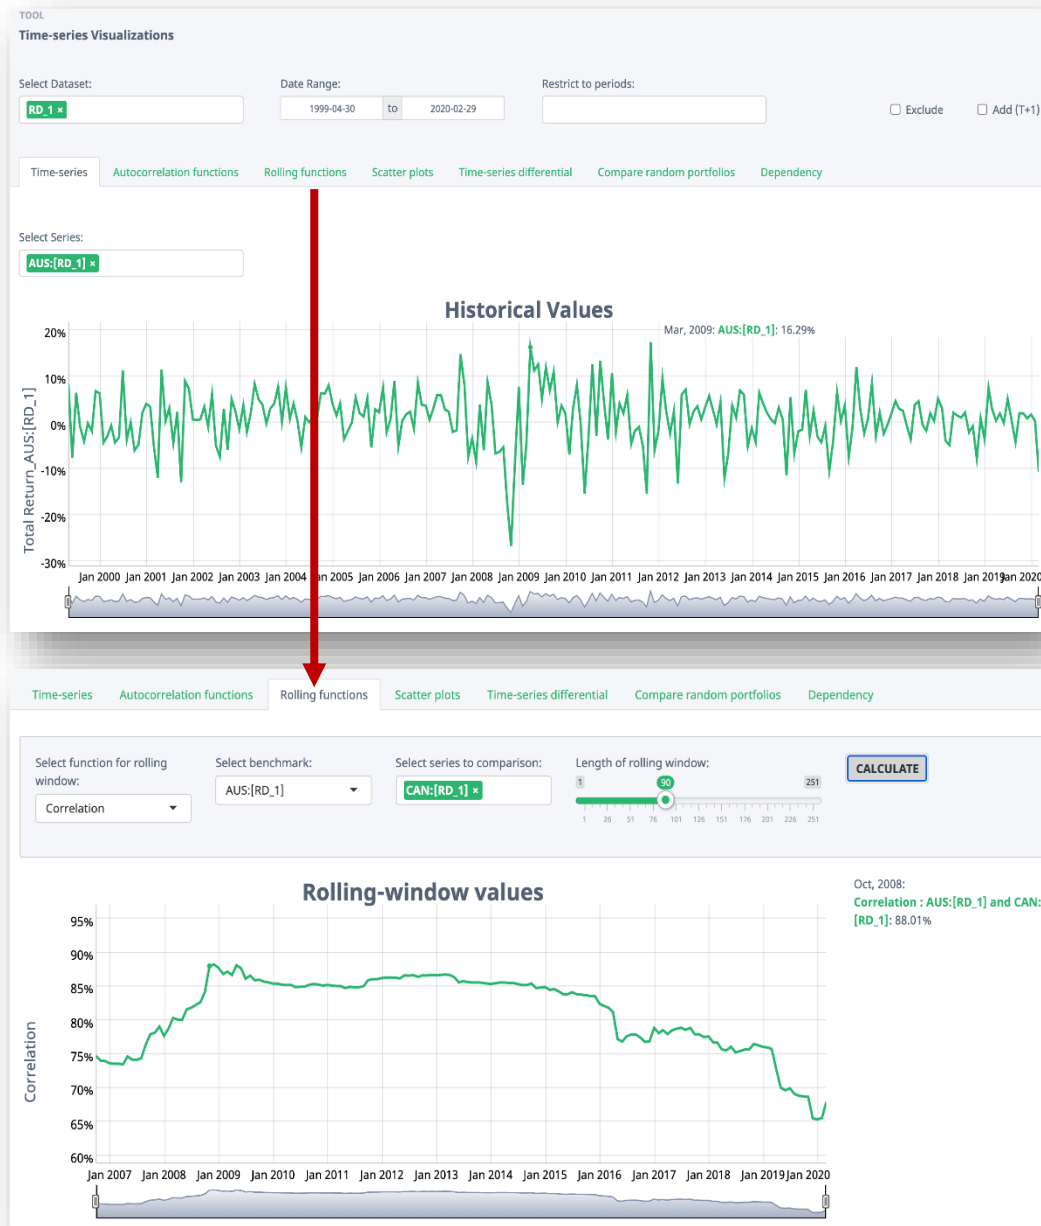 TOOL
Time-series Visualizations
Select Dataset:
Date Range:
Restrict to periods:
RD_1 ×
1999-04-30 to 2020-02-29
Exclude
Add (T+1)
Time-series
Autocorrelation functions
Rolling functions
Scatter plots
Time-series differential
Compare random portfolios
Dependency
Select Series:
AUS:[RD_1] ×
Historical Values
Mar, 2009: AUS:[RD_1]: 16.29%
Total Return_AUS:[RD_1]
20%
10%
0%
-10%
-20%
-30%
Jan 2000 Jan 2001 Jan 2002 Jan 2003 Jan 2004 Jan 2005 Jan 2006 Jan 2007 Jan 2008 Jan 2009 Jan 2010 Jan 2011 Jan 2012 Jan 2013 Jan 2014 Jan 2015 Jan 2016 Jan 2017 Jan 2018 Jan 2019 Jan 2020
Time-series
Autocorrelation functions
Rolling functions
Scatter plots
Time-series differential
Compare random portfolios
Dependency
Select function for rolling
window:
Correlation
Select benchmark:
AUS:[RD_1]
Select series to comparison:
CAN:[RD_1] ×
Length of rolling window:
1 90 251
1 26 51 76 101 126 151 176 201 226 251
CALCULATE
Rolling-window values
Oct, 2008:
Correlation : AUS:[RD_1] and CAN:
[RD_1]: 88.01%
Correlation
95%
90%
85%
80%
75%
70%
65%
60%
Jan 2007 Jan 2008 Jan 2009 Jan 2010 Jan 2011 Jan 2012 Jan 2013 Jan 2014 Jan 2015 Jan 2016 Jan 2017 Jan 2018 Jan 2019 Jan 2020